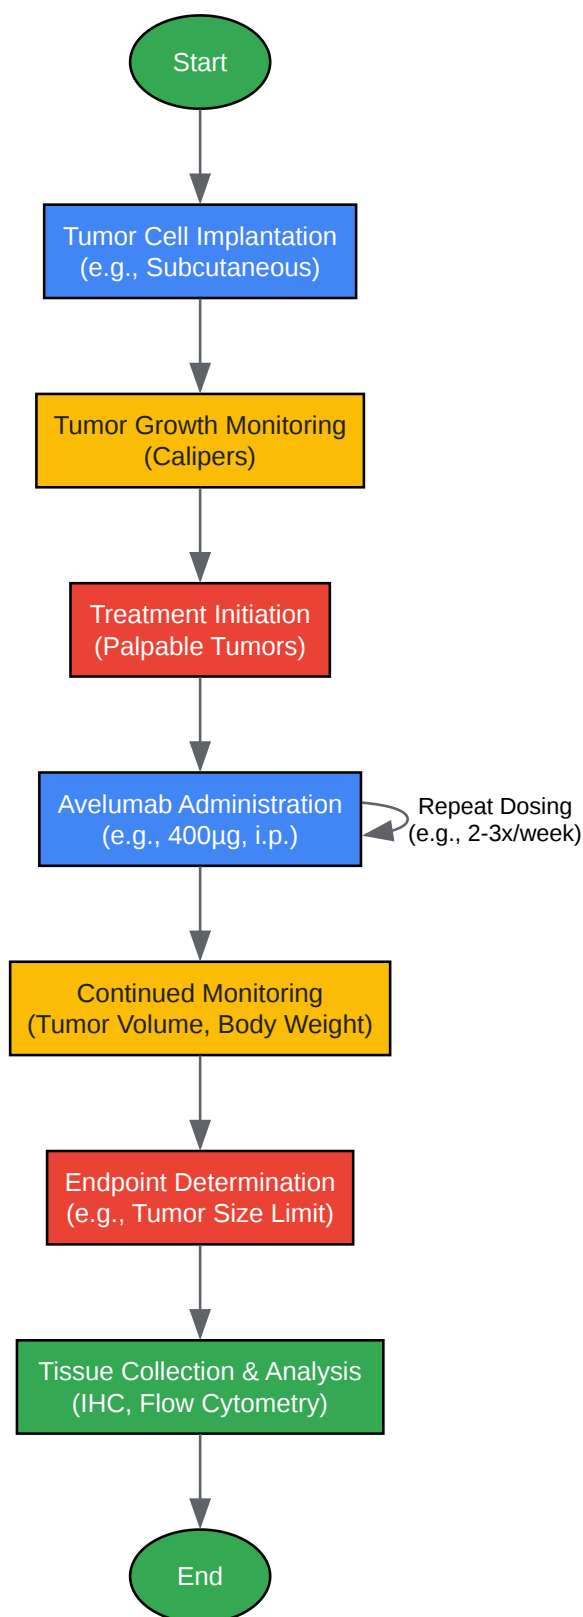 Start
Tumor Cell Implantation
(e.g., Subcutaneous)
Tumor Growth Monitoring
(Calipers)
Treatment Initiation
(Palpable Tumors)
Avelumab Administration
(e.g., 400µg, i.p.)
Repeat Dosing
(e.g., 2-3x/week)
Continued Monitoring
(Tumor Volume, Body Weight)
Endpoint Determination
(e.g., Tumor Size Limit)
Tissue Collection & Analysis
(IHC, Flow Cytometry)
End